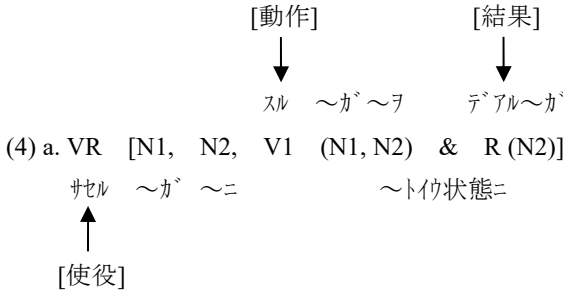 [動作] [結果]
ｽﾙ ～ｶﾞ～ｦ ﾃﾞｱﾙ～ｶﾞ
(4) a. VR [N1, N2, V1 (N1, N2) & R (N2)]
ｻｾﾙ ～ｶﾞ ～ﾆ ～ﾄｲｳ状態ﾆ
[使役]